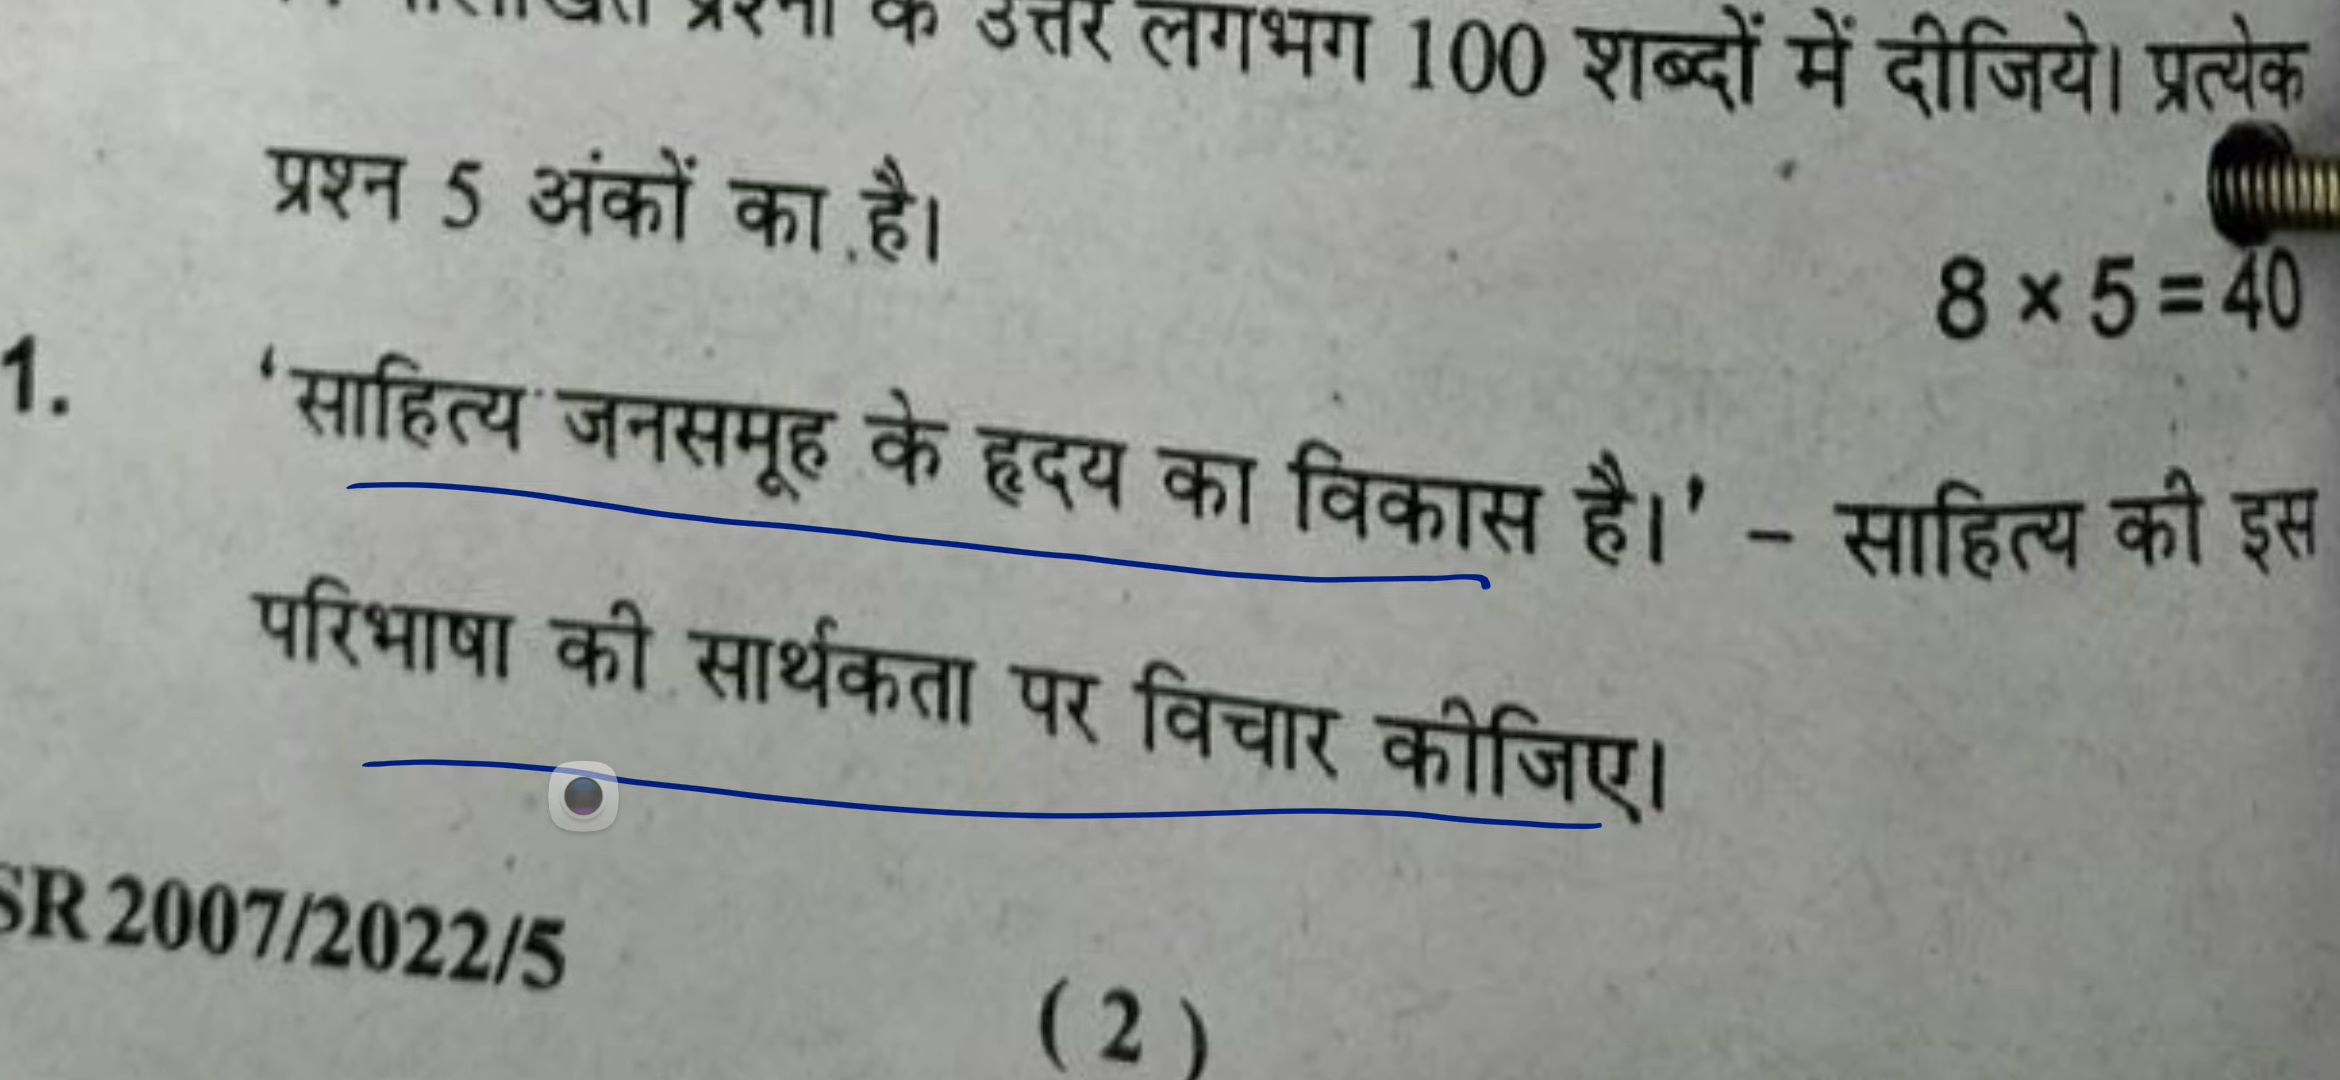 प्रश्नों के उत्तर लगभग 100 शब्दों में दीजिये। प्रत्येक
प्रश्न 5 अंकों का है।
8 × 5 = 40
1. ‘साहित्य जनसमूह के हृदय का विकास है।’ – साहित्य की इस
परिभाषा की सार्थकता पर विचार कीजिए।
SR 2007/2022/5
( 2 )